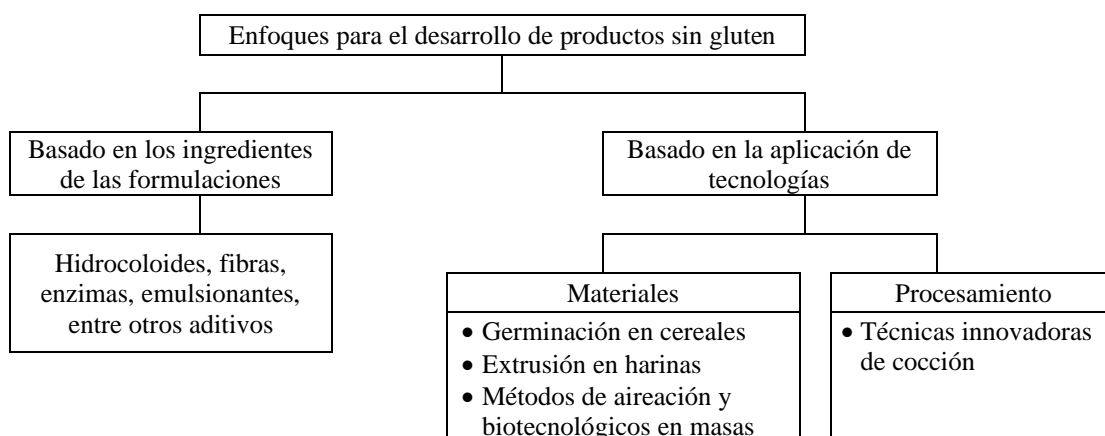 Enfoques para el desarrollo de productos sin gluten
Basado en los ingredientes
de las formulaciones
Basado en la aplicación de
tecnologías
Hidrocoloides, fibras,
enzimas, emulsionantes,
entre otros aditivos
Materiales
• Germinación en cereales
• Extrusión en harinas
• Métodos de aireación y
biotecnológicos en masas
Procesamiento
• Técnicas innovadoras
de cocción